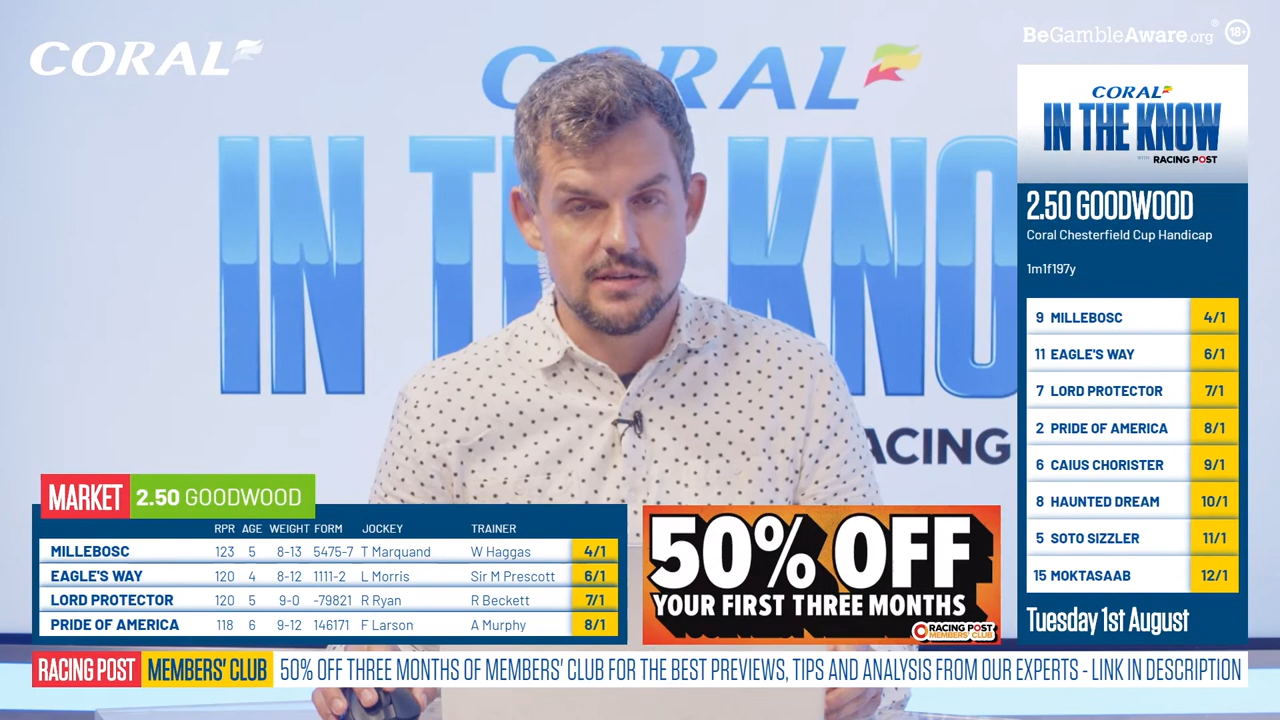 CORAL
BeGambleAware.org® 18+
CORAL
IN THE KNO
ACING
CORAL
IN THE KNOW
WITH RACING POST
2.50 GOODWOOD
Coral Chesterfield Cup Handicap
1m1f197y
9 MILLEBOSC 4/1
11 EAGLE'S WAY 6/1
7 LORD PROTECTOR 7/1
2 PRIDE OF AMERICA 8/1
6 CAIUS CHORISTER 9/1
8 HAUNTED DREAM 10/1
5 SOTO SIZZLER 11/1
15 MOKTASAAB 12/1
Tuesday 1st August
MARKET 2.50 GOODWOOD
RPR AGE WEIGHT FORM JOCKEY TRAINER
MILLEBOSC 123 5 8-13 5475-7 T Marquand W Haggas 4/1
EAGLE'S WAY 120 4 8-12 1111-2 L Morris Sir M Prescott 6/1
LORD PROTECTOR 120 5 9-0 -79821 R Ryan R Beckett 7/1
PRIDE OF AMERICA 118 6 9-12 146171 F Larson A Murphy 8/1
50% OFF
YOUR FIRST THREE MONTHS
RACING POST
MEMBERS' CLUB
RACING POST MEMBERS' CLUB 50% OFF THREE MONTHS OF MEMBERS' CLUB FOR THE BEST PREVIEWS, TIPS AND ANALYSIS FROM OUR EXPERTS - LINK IN DESCRIPTION